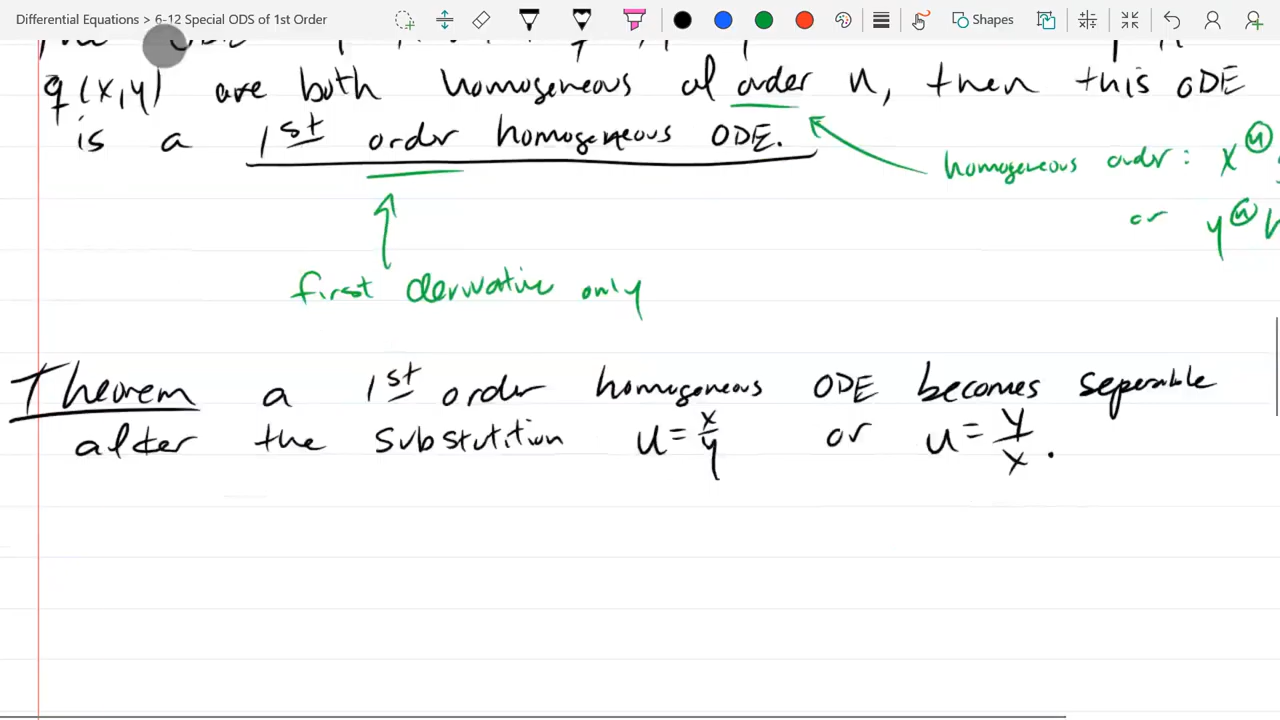 Differential Equations > 6-12 Special ODS of 1st Order
Shapes
q(x,y) are both homogeneous of order n, then this ODE
is a 1st order homogeneous ODE.
homogeneous order: x^n
or y^n
first derivative only
Theorem a 1st order homogeneous ODE becomes seperable
after the substutition u = x/y or u = y/x.